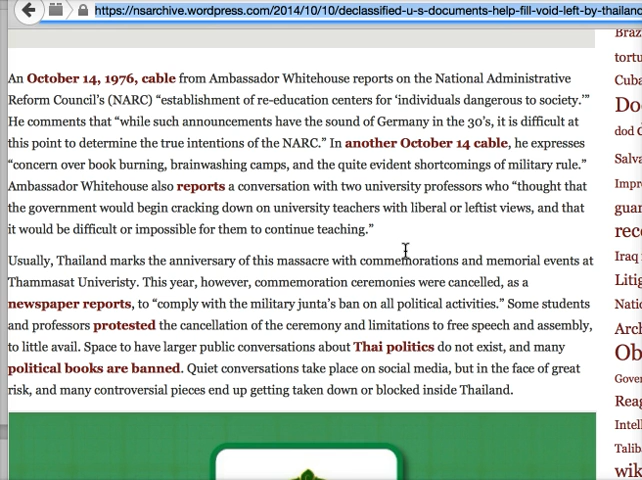 https://nsarchive.wordpress.com/2014/10/10/declassified-u-s-documents-help-fill-void-left-by-thailand
An October 14, 1976, cable from Ambassador Whitehouse reports on the National Administrative
Reform Council's (NARC) “establishment of re-education centers for ‘individuals dangerous to society.’”
He comments that “while such announcements have the sound of Germany in the 30's, it is difficult at
this point to determine the true intentions of the NARC.” In another October 14 cable, he expresses
“concern over book burning, brainwashing camps, and the quite evident shortcomings of military rule.”
Ambassador Whitehouse also reports a conversation with two university professors who “thought that
the government would begin cracking down on university teachers with liberal or leftist views, and that
it would be difficult or impossible for them to continue teaching.”
Usually, Thailand marks the anniversary of this massacre with commemorations and memorial events at
Thammasat Univeristy. This year, however, commemoration ceremonies were cancelled, as a
newspaper reports, to “comply with the military junta's ban on all political activities.” Some students
and professors protested the cancellation of the ceremony and limitations to free speech and assembly,
to little avail. Space to have larger public conversations about Thai politics do not exist, and many
political books are banned. Quiet conversations take place on social media, but in the face of great
risk, and many controversial pieces end up getting taken down or blocked inside Thailand.
Braz
tortu
Cuba
Do
dod
Salva
Impre
guar
rec
Iraq
Litig
Natio
Arch
Ob
Gover
Reag
Intel
Taliba
wik